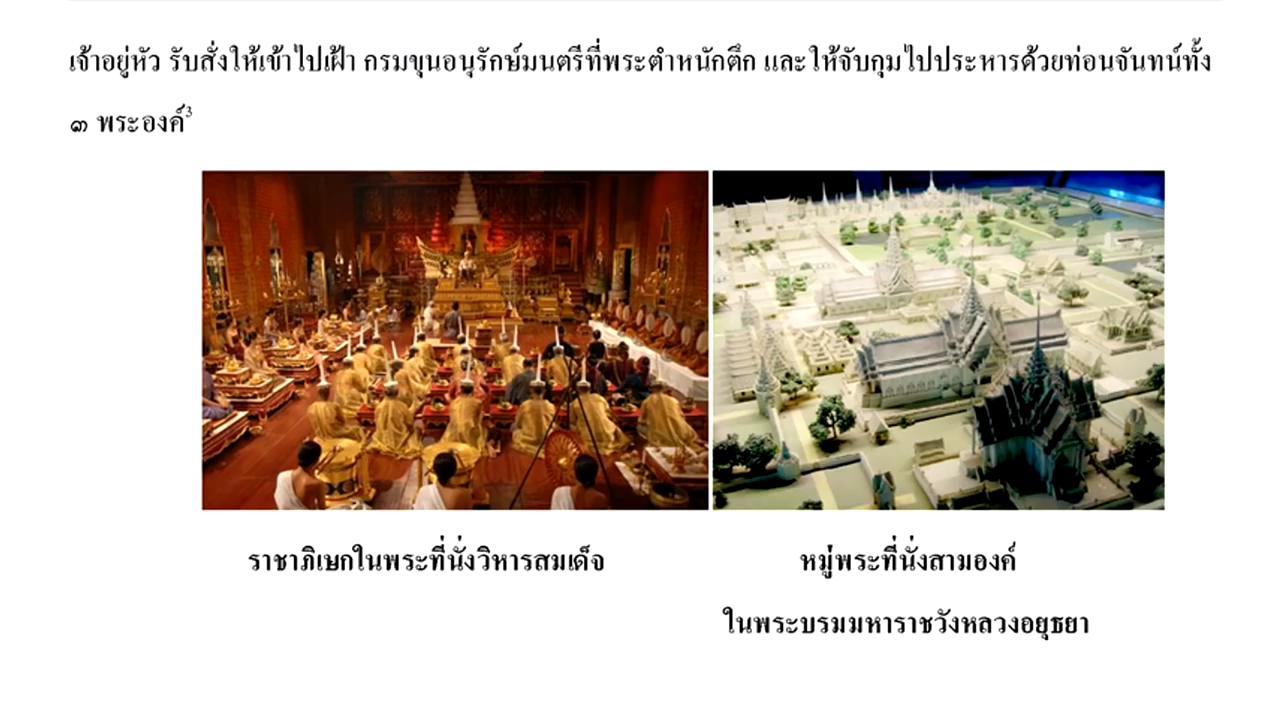 เจ้าอยู่หัว รับสั่งให้เข้าไปเฝ้า กรมขุนอนุรักษ์มนตรีที่พระตำหนักตึก และให้จับกุมไปประหารด้วยท่อนจันทน์ทั้ง
๓ พระองค์3
ราชาภิเษกในพระที่นั่งวิหารสมเด็จ
หมู่พระที่นั่งสามองค์
ในพระบรมมหาราชวังหลวงอยุธยา